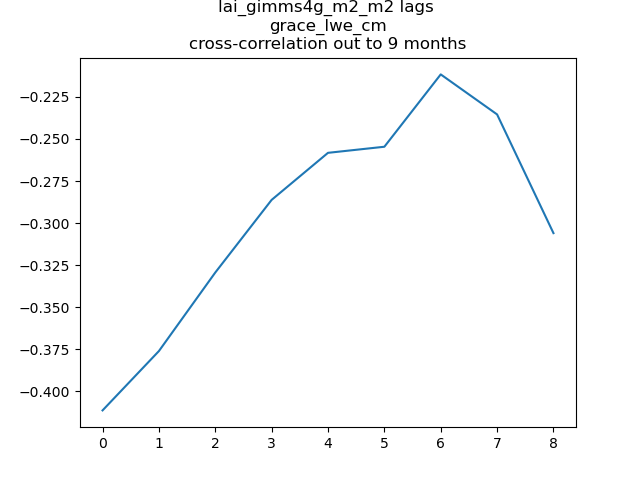 lai_gimms4g_m2_m2 lags
grace_lwe_cm
cross-correlation out to 9 months
−0.225
−0.250
−0.275
−0.300
−0.325
−0.350
−0.375
−0.400
0 1 2 3 4 5 6 7 8